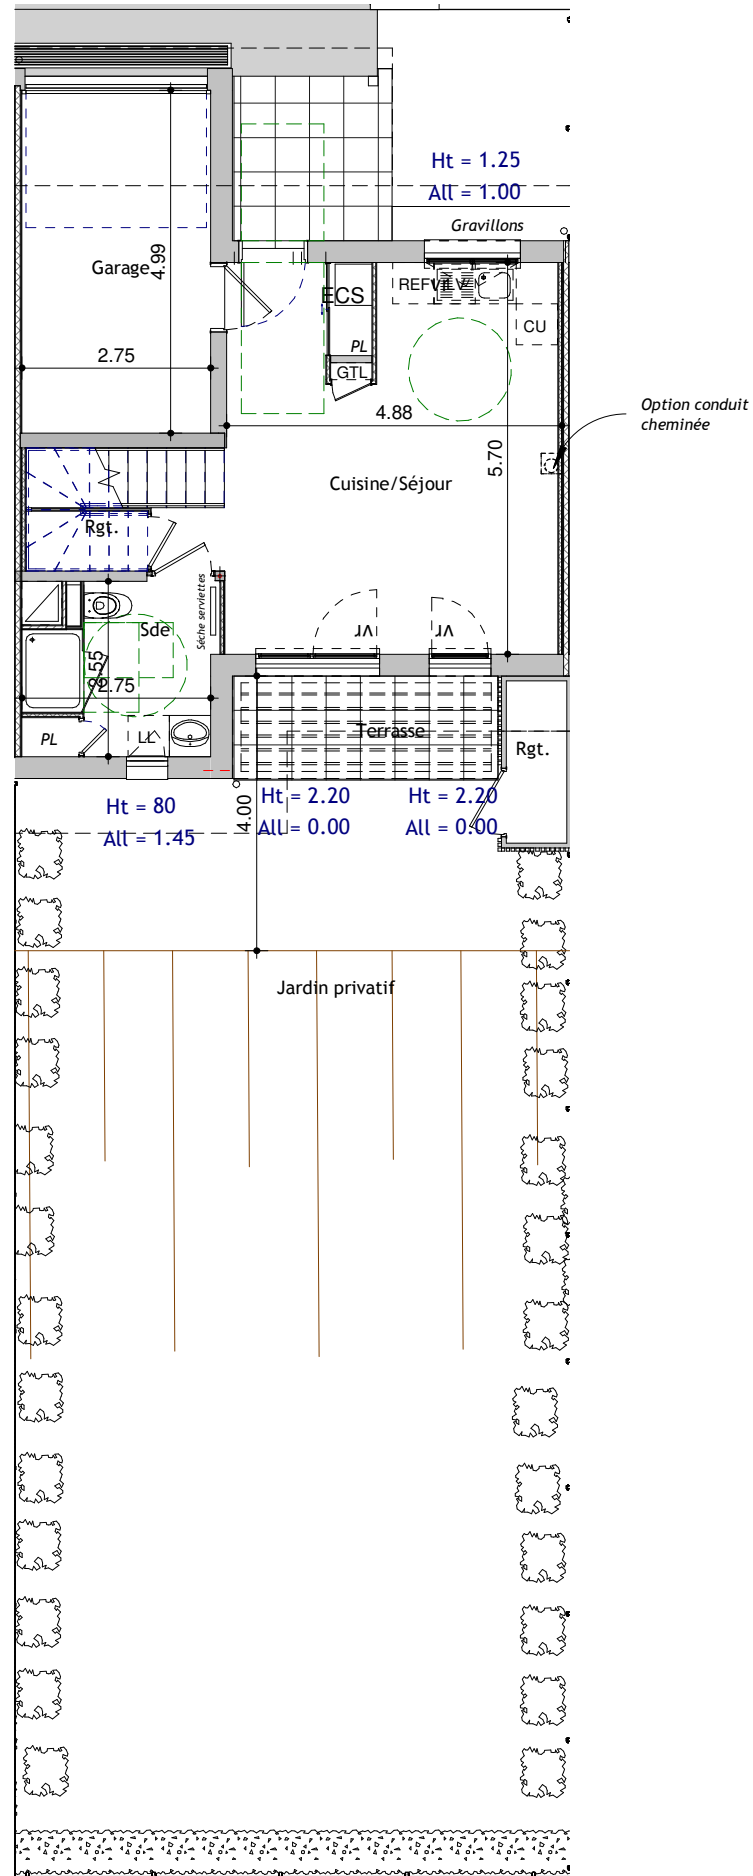 Ht = 1.25
All = 1.00
Gravillons
Garage
4.99
ECS
REF
LV
CU
2.75
PL
GTL
4.88
Option conduit
cheminée
5.70
Cuisine/Séjour
Rgt.
Sèche serviettes
Sde
VR
VR
2.55
2.75
PL
LL
Terrasse
Rgt.
Ht = 80
All = 1.45
4.00
Ht = 2.20
All = 0.00
Ht = 2.20
All = 0.00
Jardin privatif